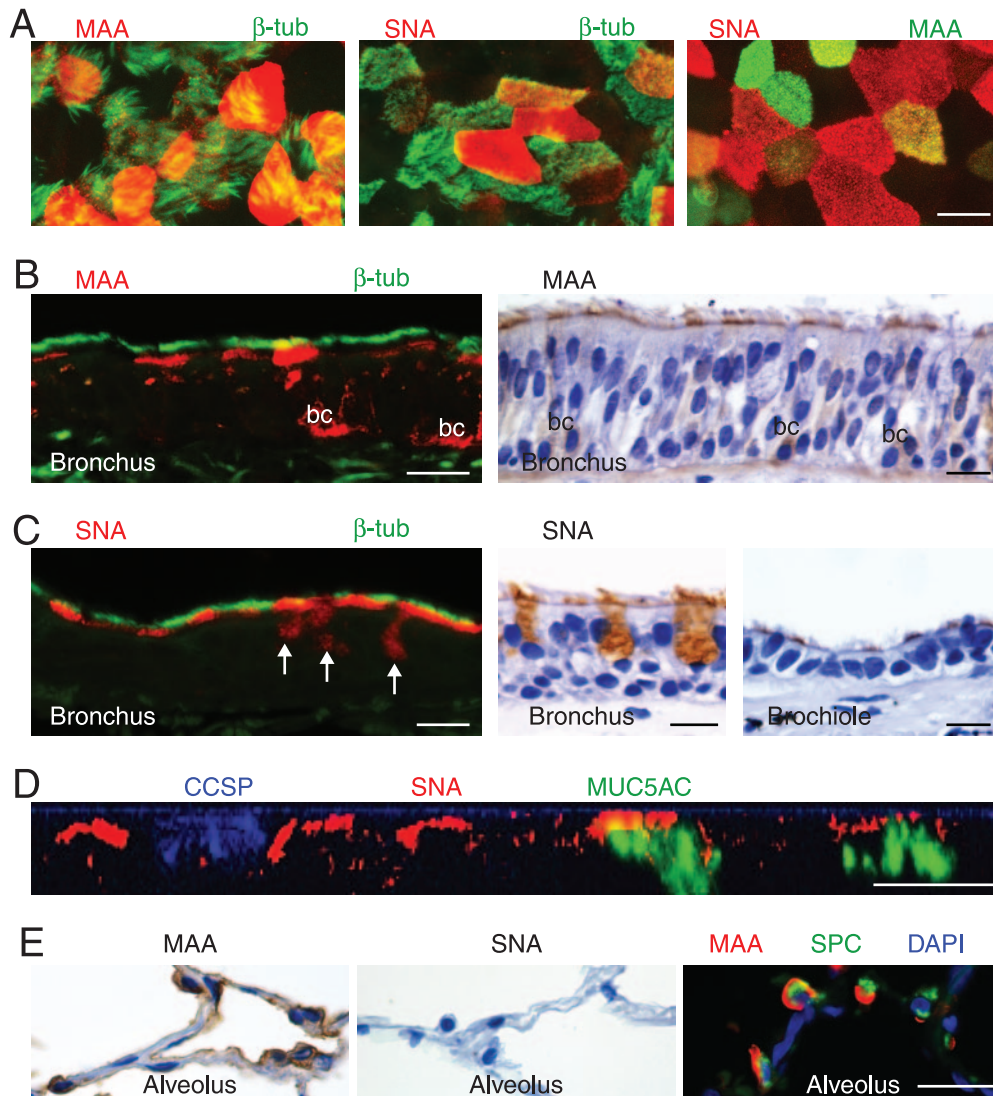 A
MAA β-tub SNA β-tub SNA MAA
B
MAA β-tub MAA
bc bc bc bc bc
Bronchus Bronchus
C
SNA β-tub SNA
Bronchus Bronchus Brochiole
D
CCSP SNA MUC5AC
E
MAA SNA MAA SPC DAPI
Alveolus Alveolus Alveolus